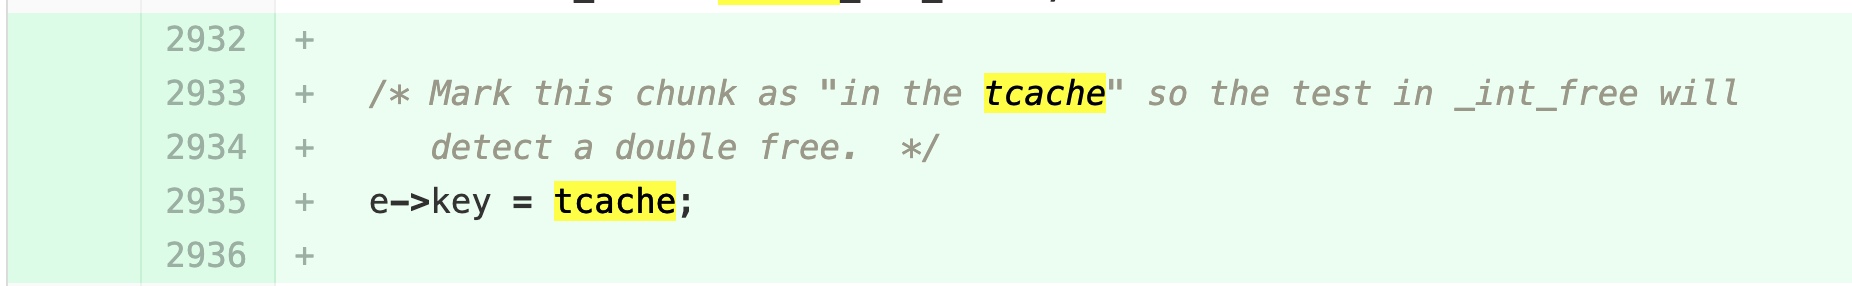 2932 +
2933 + /* Mark this chunk as "in the tcache" so the test in _int_free will
2934 + detect a double free.  */
2935 + e->key = tcache;
2936 +